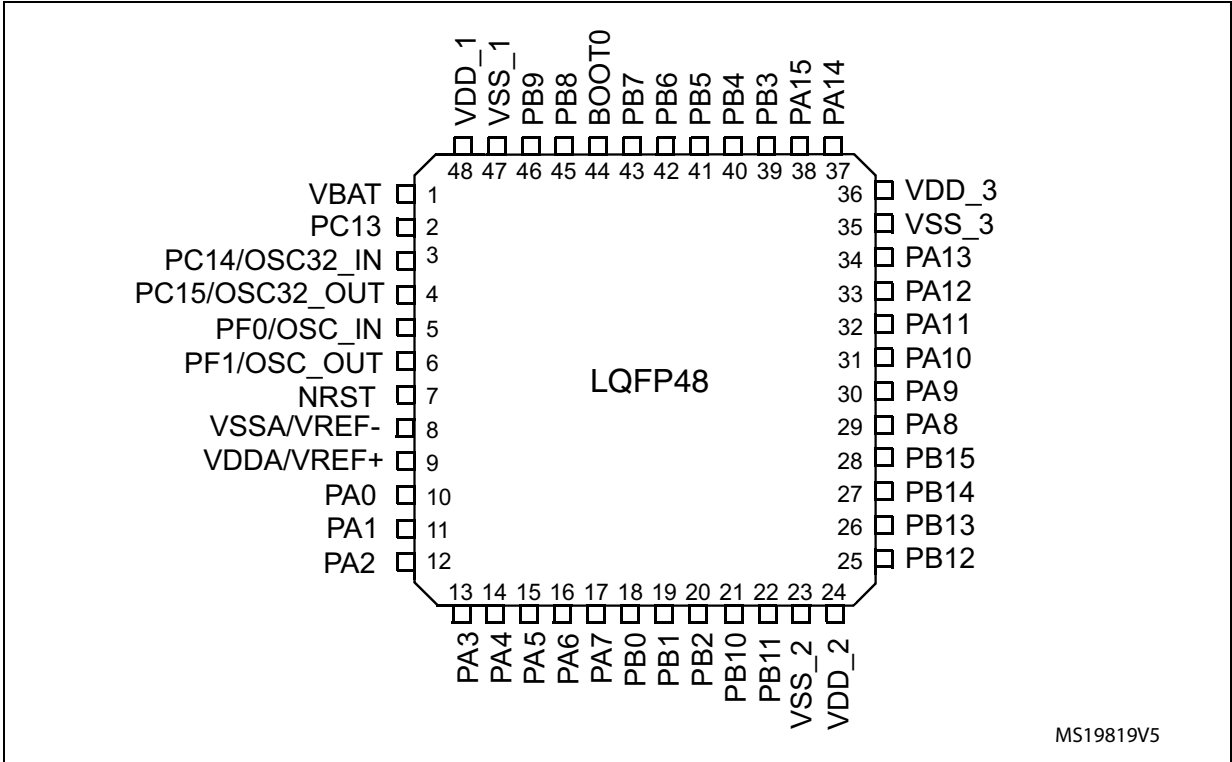 VDD_1
VSS_1
PB9
PB8
BOOT0
PB7
PB6
PB5
PB4
PB3
PA15
PA14
48 47 46 45 44 43 42 41 40 39 38 37
VBAT 1
PC13 2
PC14/OSC32_IN 3
PC15/OSC32_OUT 4
PF0/OSC_IN 5
PF1/OSC_OUT 6
NRST 7
VSSA/VREF- 8
VDDA/VREF+ 9
PA0 10
PA1 11
PA2 12
LQFP48
36 VDD_3
35 VSS_3
34 PA13
33 PA12
32 PA11
31 PA10
30 PA9
29 PA8
28 PB15
27 PB14
26 PB13
25 PB12
13 14 15 16 17 18 19 20 21 22 23 24
PA3
PA4
PA5
PA6
PA7
PB0
PB1
PB2
PB10
PB11
VSS_2
VDD_2
MS19819V5